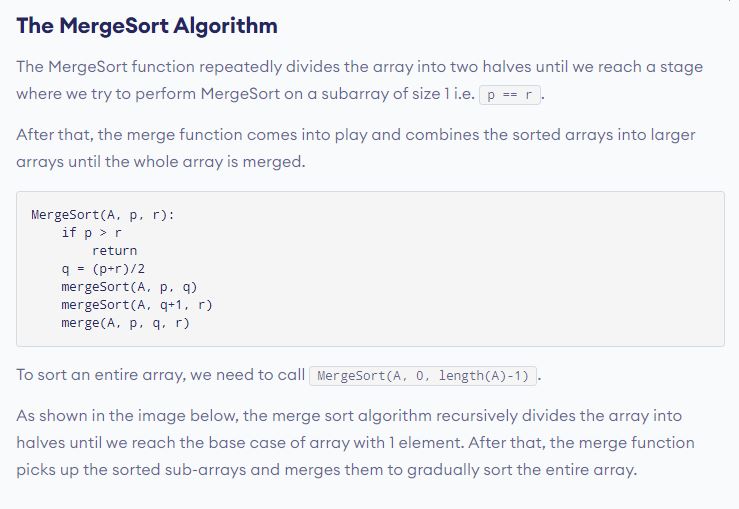 The MergeSort Algorithm
The MergeSort function repeatedly divides the array into two halves until we reach a stage
where we try to perform MergeSort on a subarray of size 1 i.e. p == r.
After that, the merge function comes into play and combines the sorted arrays into larger
arrays until the whole array is merged.
MergeSort(A, p, r):
    if p > r
        return
    q = (p+r)/2
    mergeSort(A, p, q)
    mergeSort(A, q+1, r)
    merge(A, p, q, r)
To sort an entire array, we need to call MergeSort(A, 0, length(A)-1).
As shown in the image below, the merge sort algorithm recursively divides the array into
halves until we reach the base case of array with 1 element. After that, the merge function
picks up the sorted sub-arrays and merges them to gradually sort the entire array.